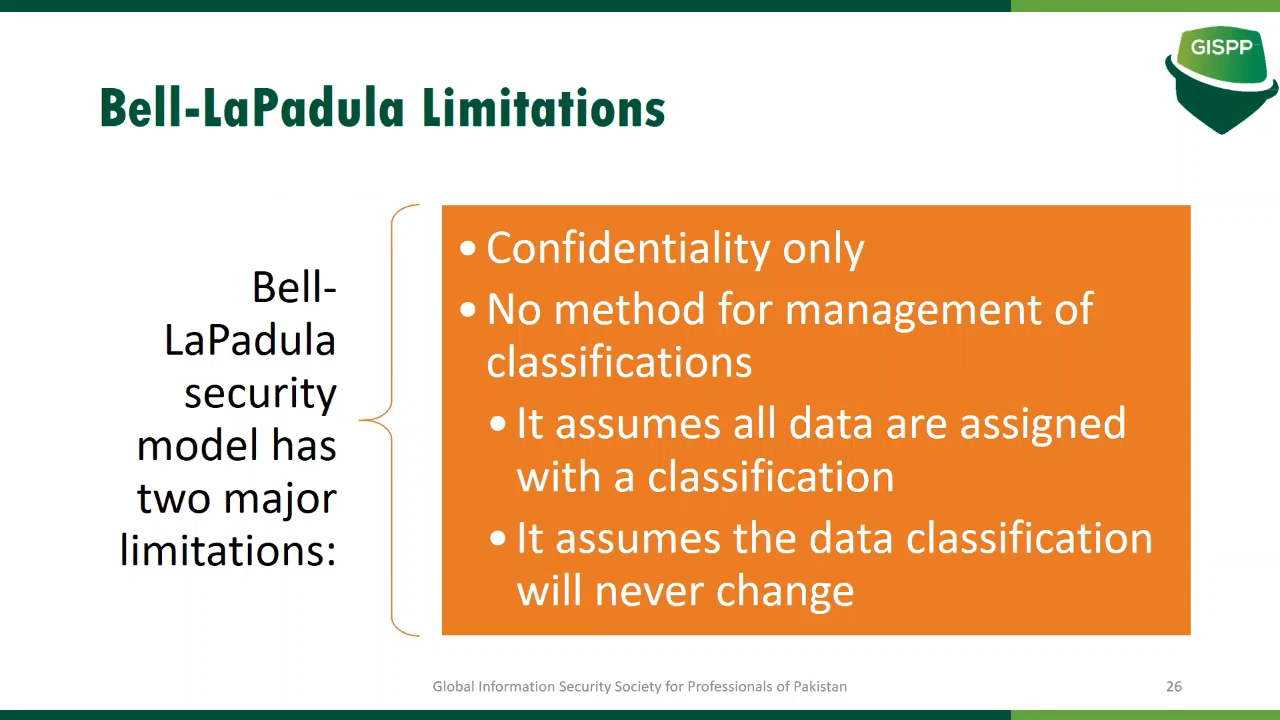 GISPP
Bell-LaPadula Limitations
Bell-
LaPadula
security
model has
two major
limitations:
•Confidentiality only
•No method for management of
classifications
•It assumes all data are assigned
with a classification
•It assumes the data classification
will never change
Global Information Security Society for Professionals of Pakistan
26